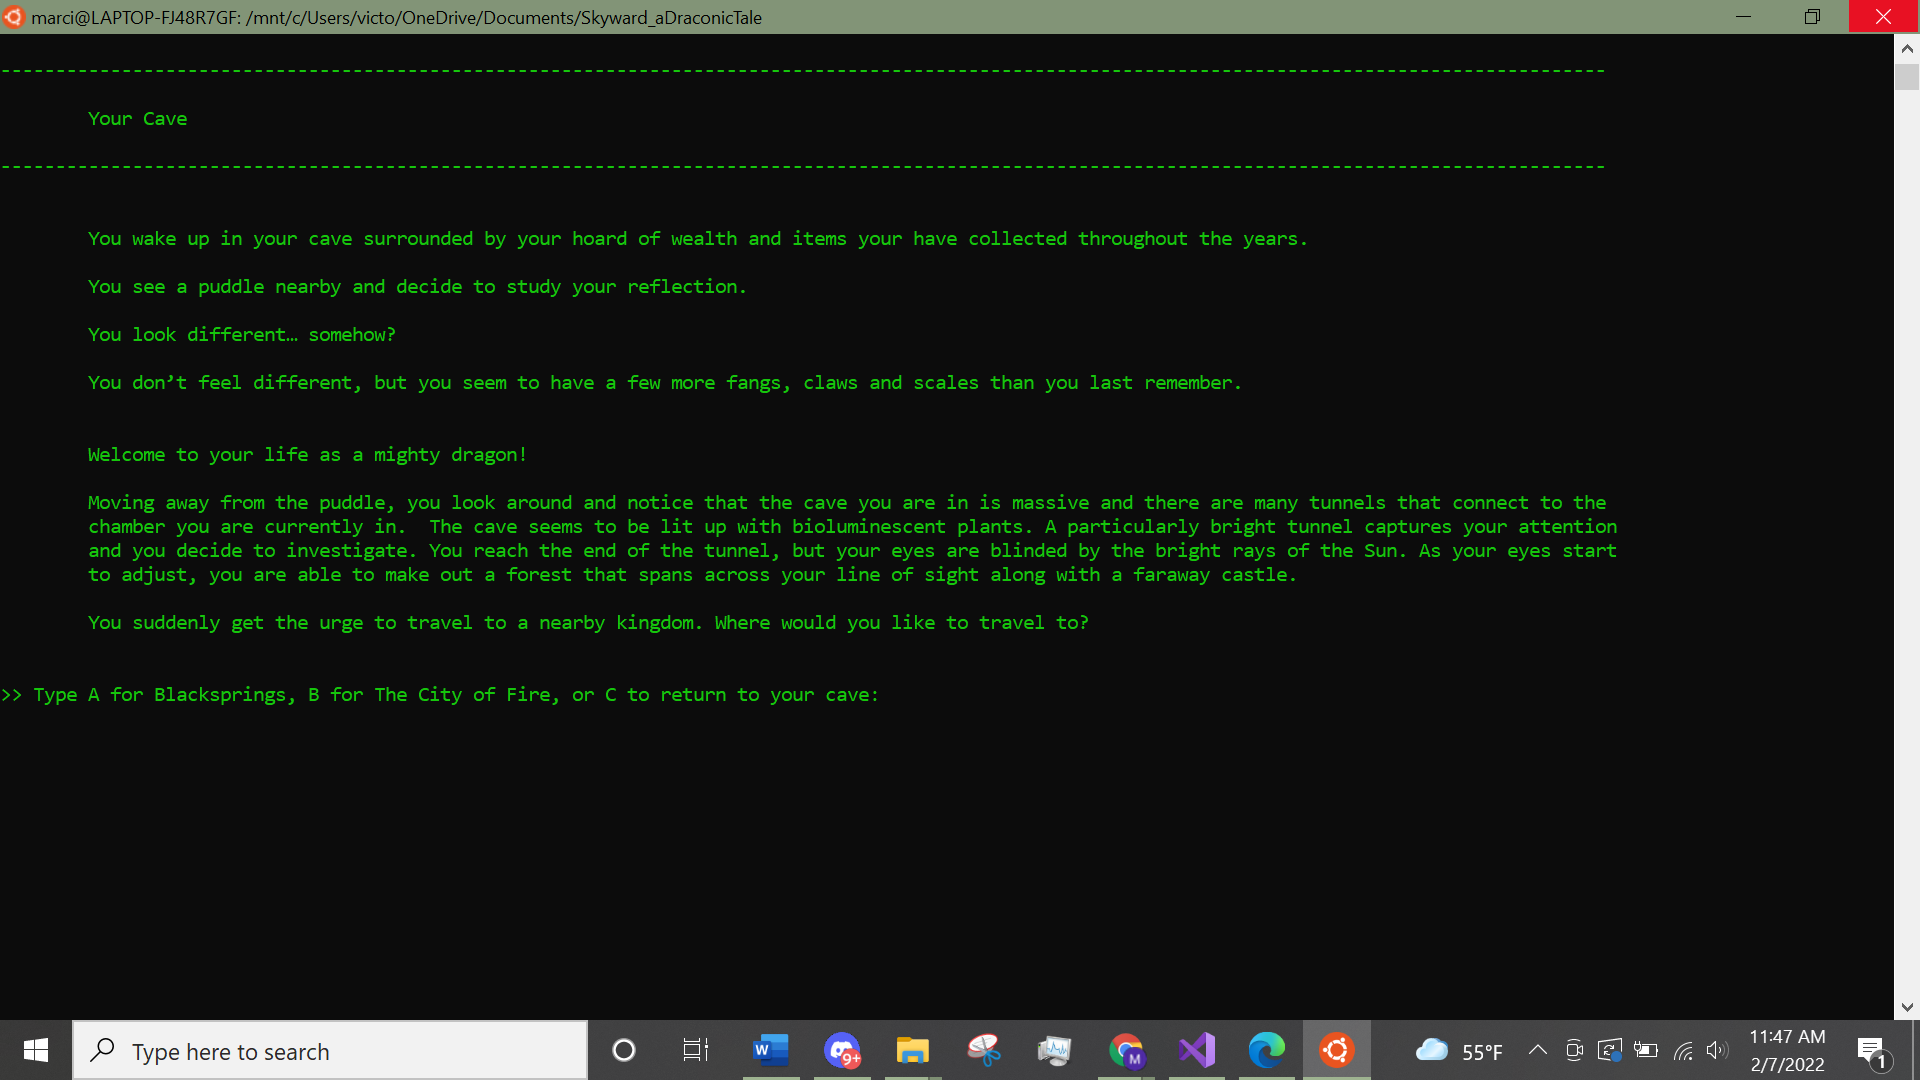 marci@LAPTOP-FJ48R7GF: /mnt/c/Users/victo/OneDrive/Documents/Skyward_aDraconicTale
Your Cave
You wake up in your cave surrounded by your hoard of wealth and items your have collected throughout the years.
You see a puddle nearby and decide to study your reflection.
You look different… somehow?
You don’t feel different, but you seem to have a few more fangs, claws and scales than you last remember.
Welcome to your life as a mighty dragon!
Moving away from the puddle, you look around and notice that the cave you are in is massive and there are many tunnels that connect to the
chamber you are currently in.  The cave seems to be lit up with bioluminescent plants. A particularly bright tunnel captures your attention
and you decide to investigate. You reach the end of the tunnel, but your eyes are blinded by the bright rays of the Sun. As your eyes start
to adjust, you are able to make out a forest that spans across your line of sight along with a faraway castle.
You suddenly get the urge to travel to a nearby kingdom. Where would you like to travel to?
>> Type A for Blacksprings, B for The City of Fire, or C to return to your cave:
Type here to search
W
9+
M
55°F
11:47 AM
2/7/2022
1